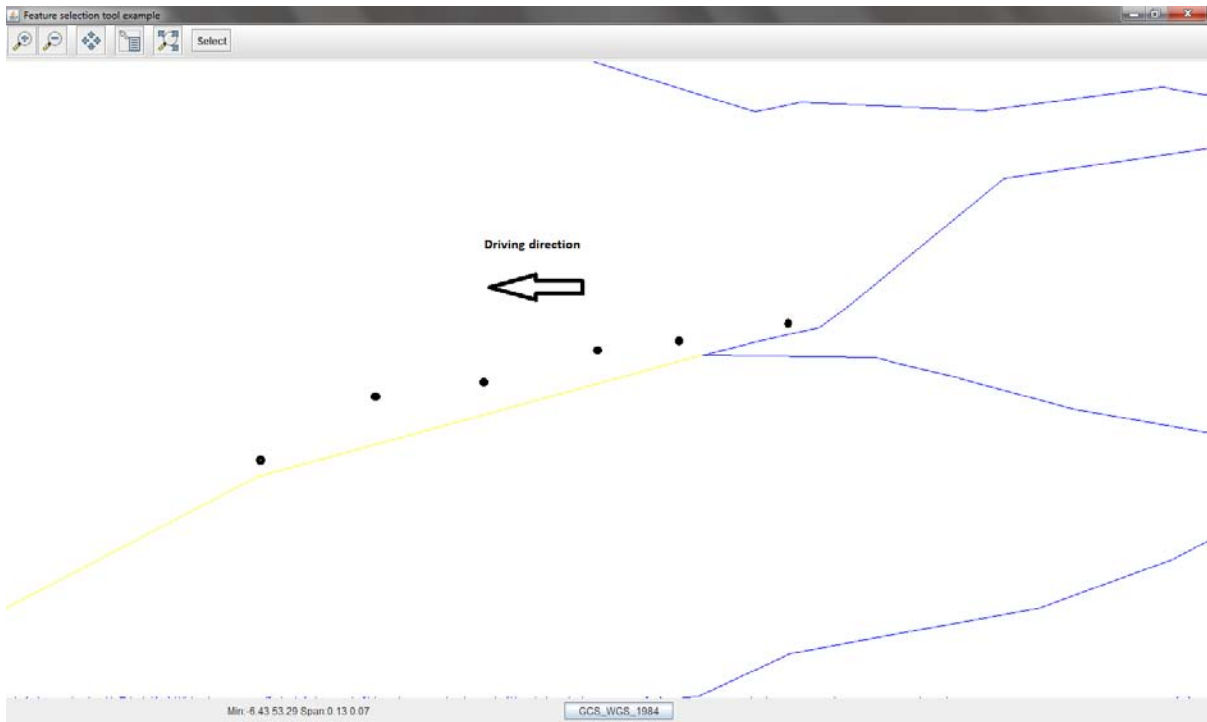 Feature selection tool example
Select
Driving direction
Min:-6.43 53.29 Span:0.13 0.07
GCS_WGS_1984